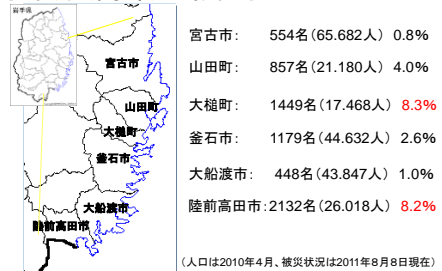 岩手県
宮古市
山田町
大槌町
釜石市
大船渡市
陸前高田市
宮古市: 554名(65.682人) 0.8%
山田町: 857名(21.180人) 4.0%
大槌町: 1449名(17.468人) 8.3%
釜石市: 1179名(44.632人) 2.6%
大船渡市: 448名(43.847人) 1.0%
陸前高田市:2132名(26.018人) 8.2%
(人口は2010年4月、被災状況は2011年8月8日現在)